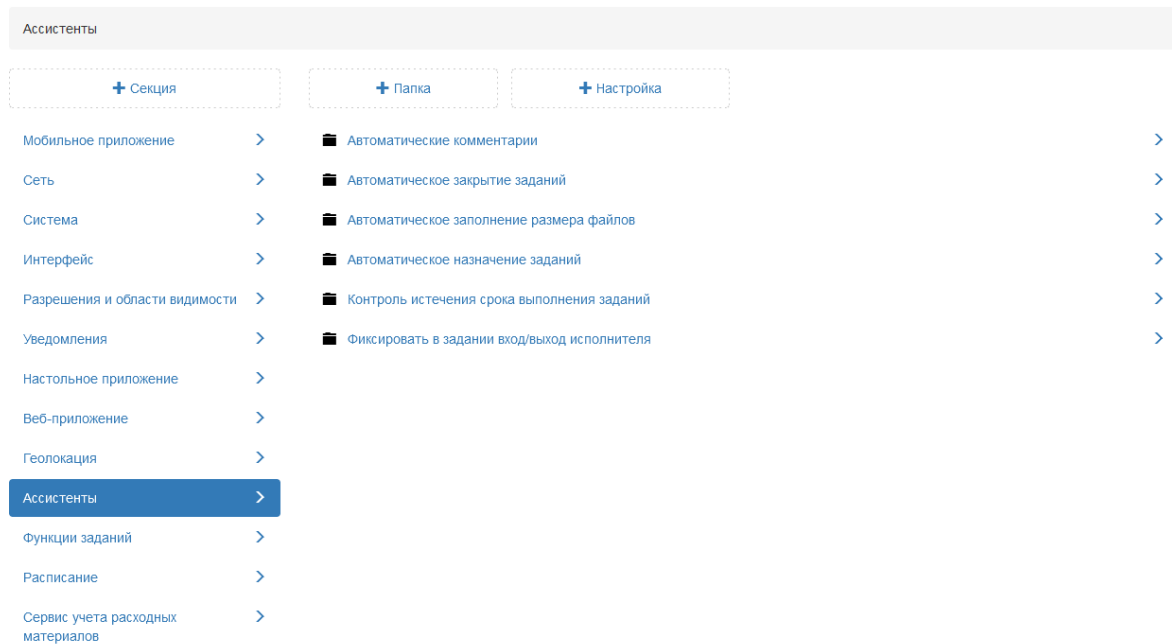 Ассистенты
Секция
Папка
Настройка
Мобильное приложение
Сеть
Система
Интерфейс
Разрешения и области видимости
Уведомления
Настольное приложение
Веб-приложение
Геолокация
Ассистенты
Функции заданий
Расписание
Сервис учета расходных
материалов
Автоматические комментарии
Автоматическое закрытие заданий
Автоматическое заполнение размера файлов
Автоматическое назначение заданий
Контроль истечения срока выполнения заданий
Фиксировать в задании вход/выход исполнителя